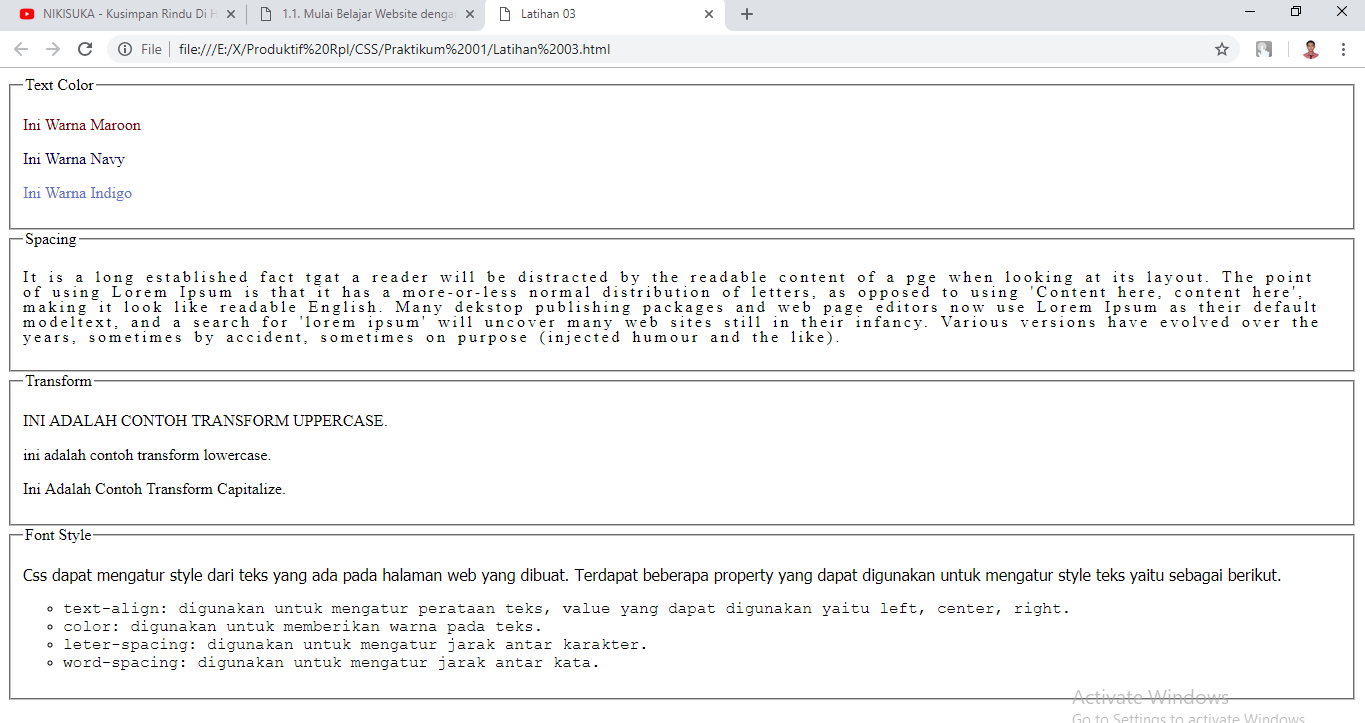 NIKISUKA - Kusimpan Rindu Di H
1.1. Mulai Belajar Website denga
Latihan 03
File
file:///E:/X/Produktif%20Rpl/CSS/Praktikum%2001/Latihan%2003.html
Text Color
Ini Warna Maroon
Ini Warna Navy
Ini Warna Indigo
Spacing
It is a long established fact tgat a reader will be distracted by the readable content of a pge when looking at its layout. The point
of using Lorem Ipsum is that it has a more-or-less normal distribution of letters, as opposed to using 'Content here, content here',
making it look like readable English. Many dekstop publishing packages and web page editors now use Lorem Ipsum as their default
modeltext, and a search for 'lorem ipsum' will uncover many web sites still in their infancy. Various versions have evolved over the
years, sometimes by accident, sometimes on purpose (injected humour and the like).
Transform
INI ADALAH CONTOH TRANSFORM UPPERCASE.
ini adalah contoh transform lowercase.
Ini Adalah Contoh Transform Capitalize.
Font Style
Css dapat mengatur style dari teks yang ada pada halaman web yang dibuat. Terdapat beberapa property yang dapat digunakan untuk mengatur style teks yaitu sebagai berikut.
text-align: digunakan untuk mengatur perataan teks, value yang dapat digunakan yaitu left, center, right.
color: digunakan untuk memberikan warna pada teks.
leter-spacing: digunakan untuk mengatur jarak antar karakter.
word-spacing: digunakan untuk mengatur jarak antar kata.
Activate Windows
Go to Settings to activate Windows.